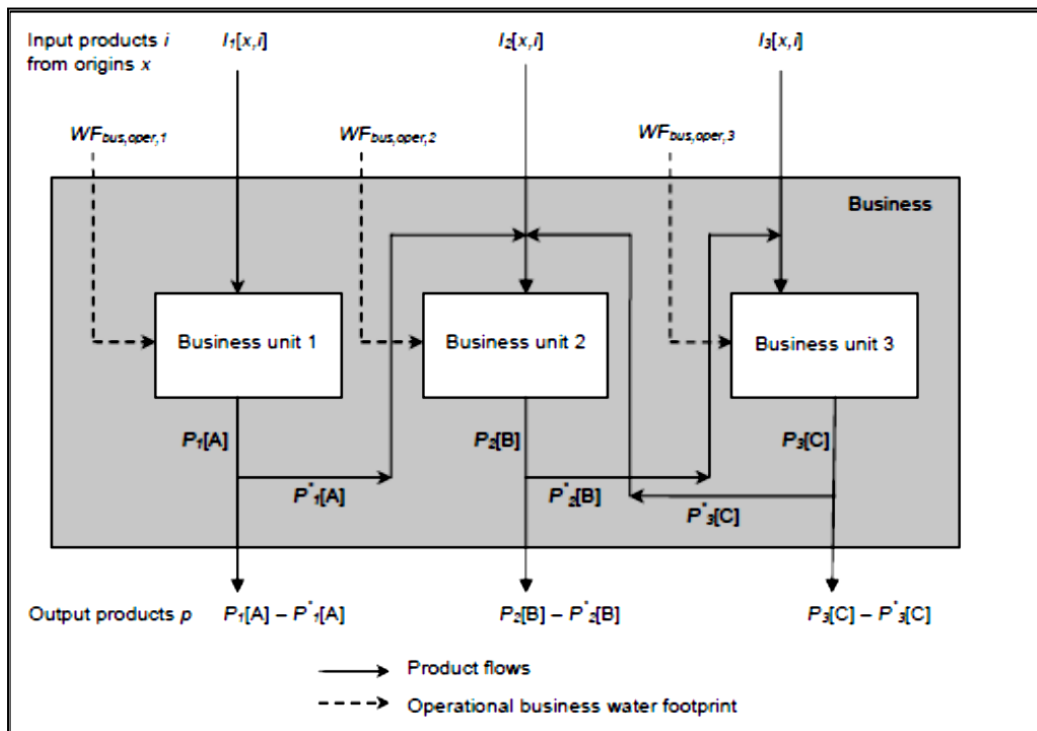 Input products i
from origins x
I1[x,i]
I2[x,i]
I3[x,i]
WFbus,oper,1
WFbus,oper,2
WFbus,oper,3
Business
Business unit 1
Business unit 2
Business unit 3
P1[A]
P2[B]
P3[C]
P*1[A]
P*2[B]
P*3[C]
Output products p
P1[A] – P*1[A]
P2[B] – P*2[B]
P3[C] – P*3[C]
Product flows
Operational business water footprint